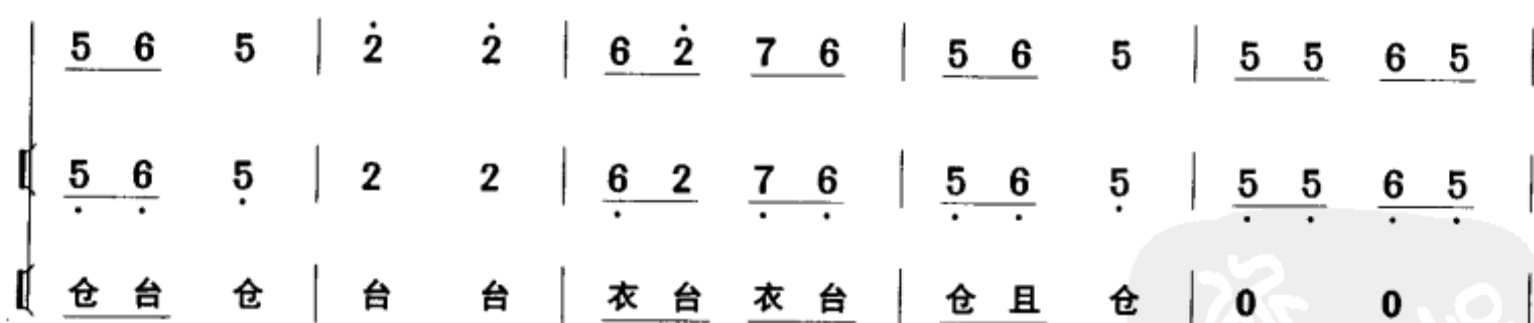 5 6 5 | 2̇ 2̇ | 6 2̇ 7 6 | 5 6 5 | 5 5 6 5 |
5̣ 6̣ 5̣ | 2 2 | 6̣ 2 7̣ 6̣ | 5̣ 6̣ 5̣ | 5̣ 5̣ 6̣ 5̣ |
仓 台 仓 | 台 台 | 衣 台 衣 台 | 仓 且 仓 | 0 0 |